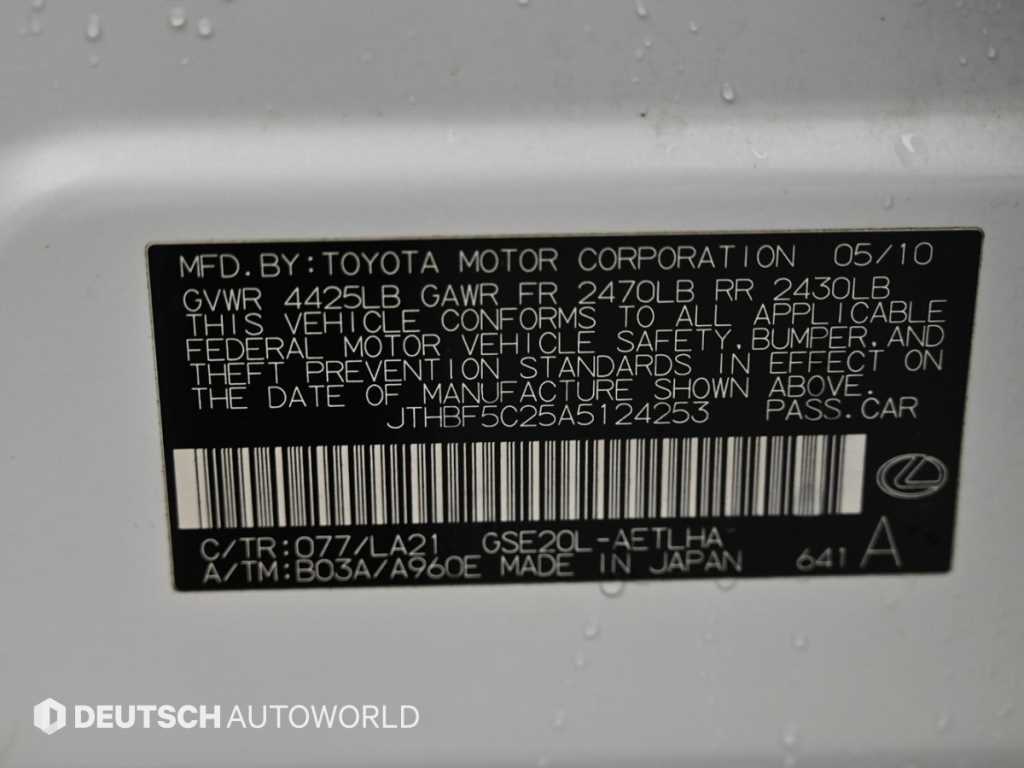 MFD.BY:TOYOTA MOTOR CORPORATION 05/10
GVWR 4425LB GAWR FR 2470LB RR 2430LB
THIS VEHICLE CONFORMS TO ALL APPLICABLE
FEDERAL MOTOR VEHICLE SAFETY,BUMPER,AND
THEFT PREVENTION STANDARDS IN EFFECT ON
THE DATE OF MANUFACTURE SHOWN ABOVE.
JTHBF5C25A5124253 PASS.CAR
C/TR:077/LA21 GSE20L-AETLHA
A/TM:B03A/A960E MADE IN JAPAN 641 A
DEUTSCH AUTOWORLD